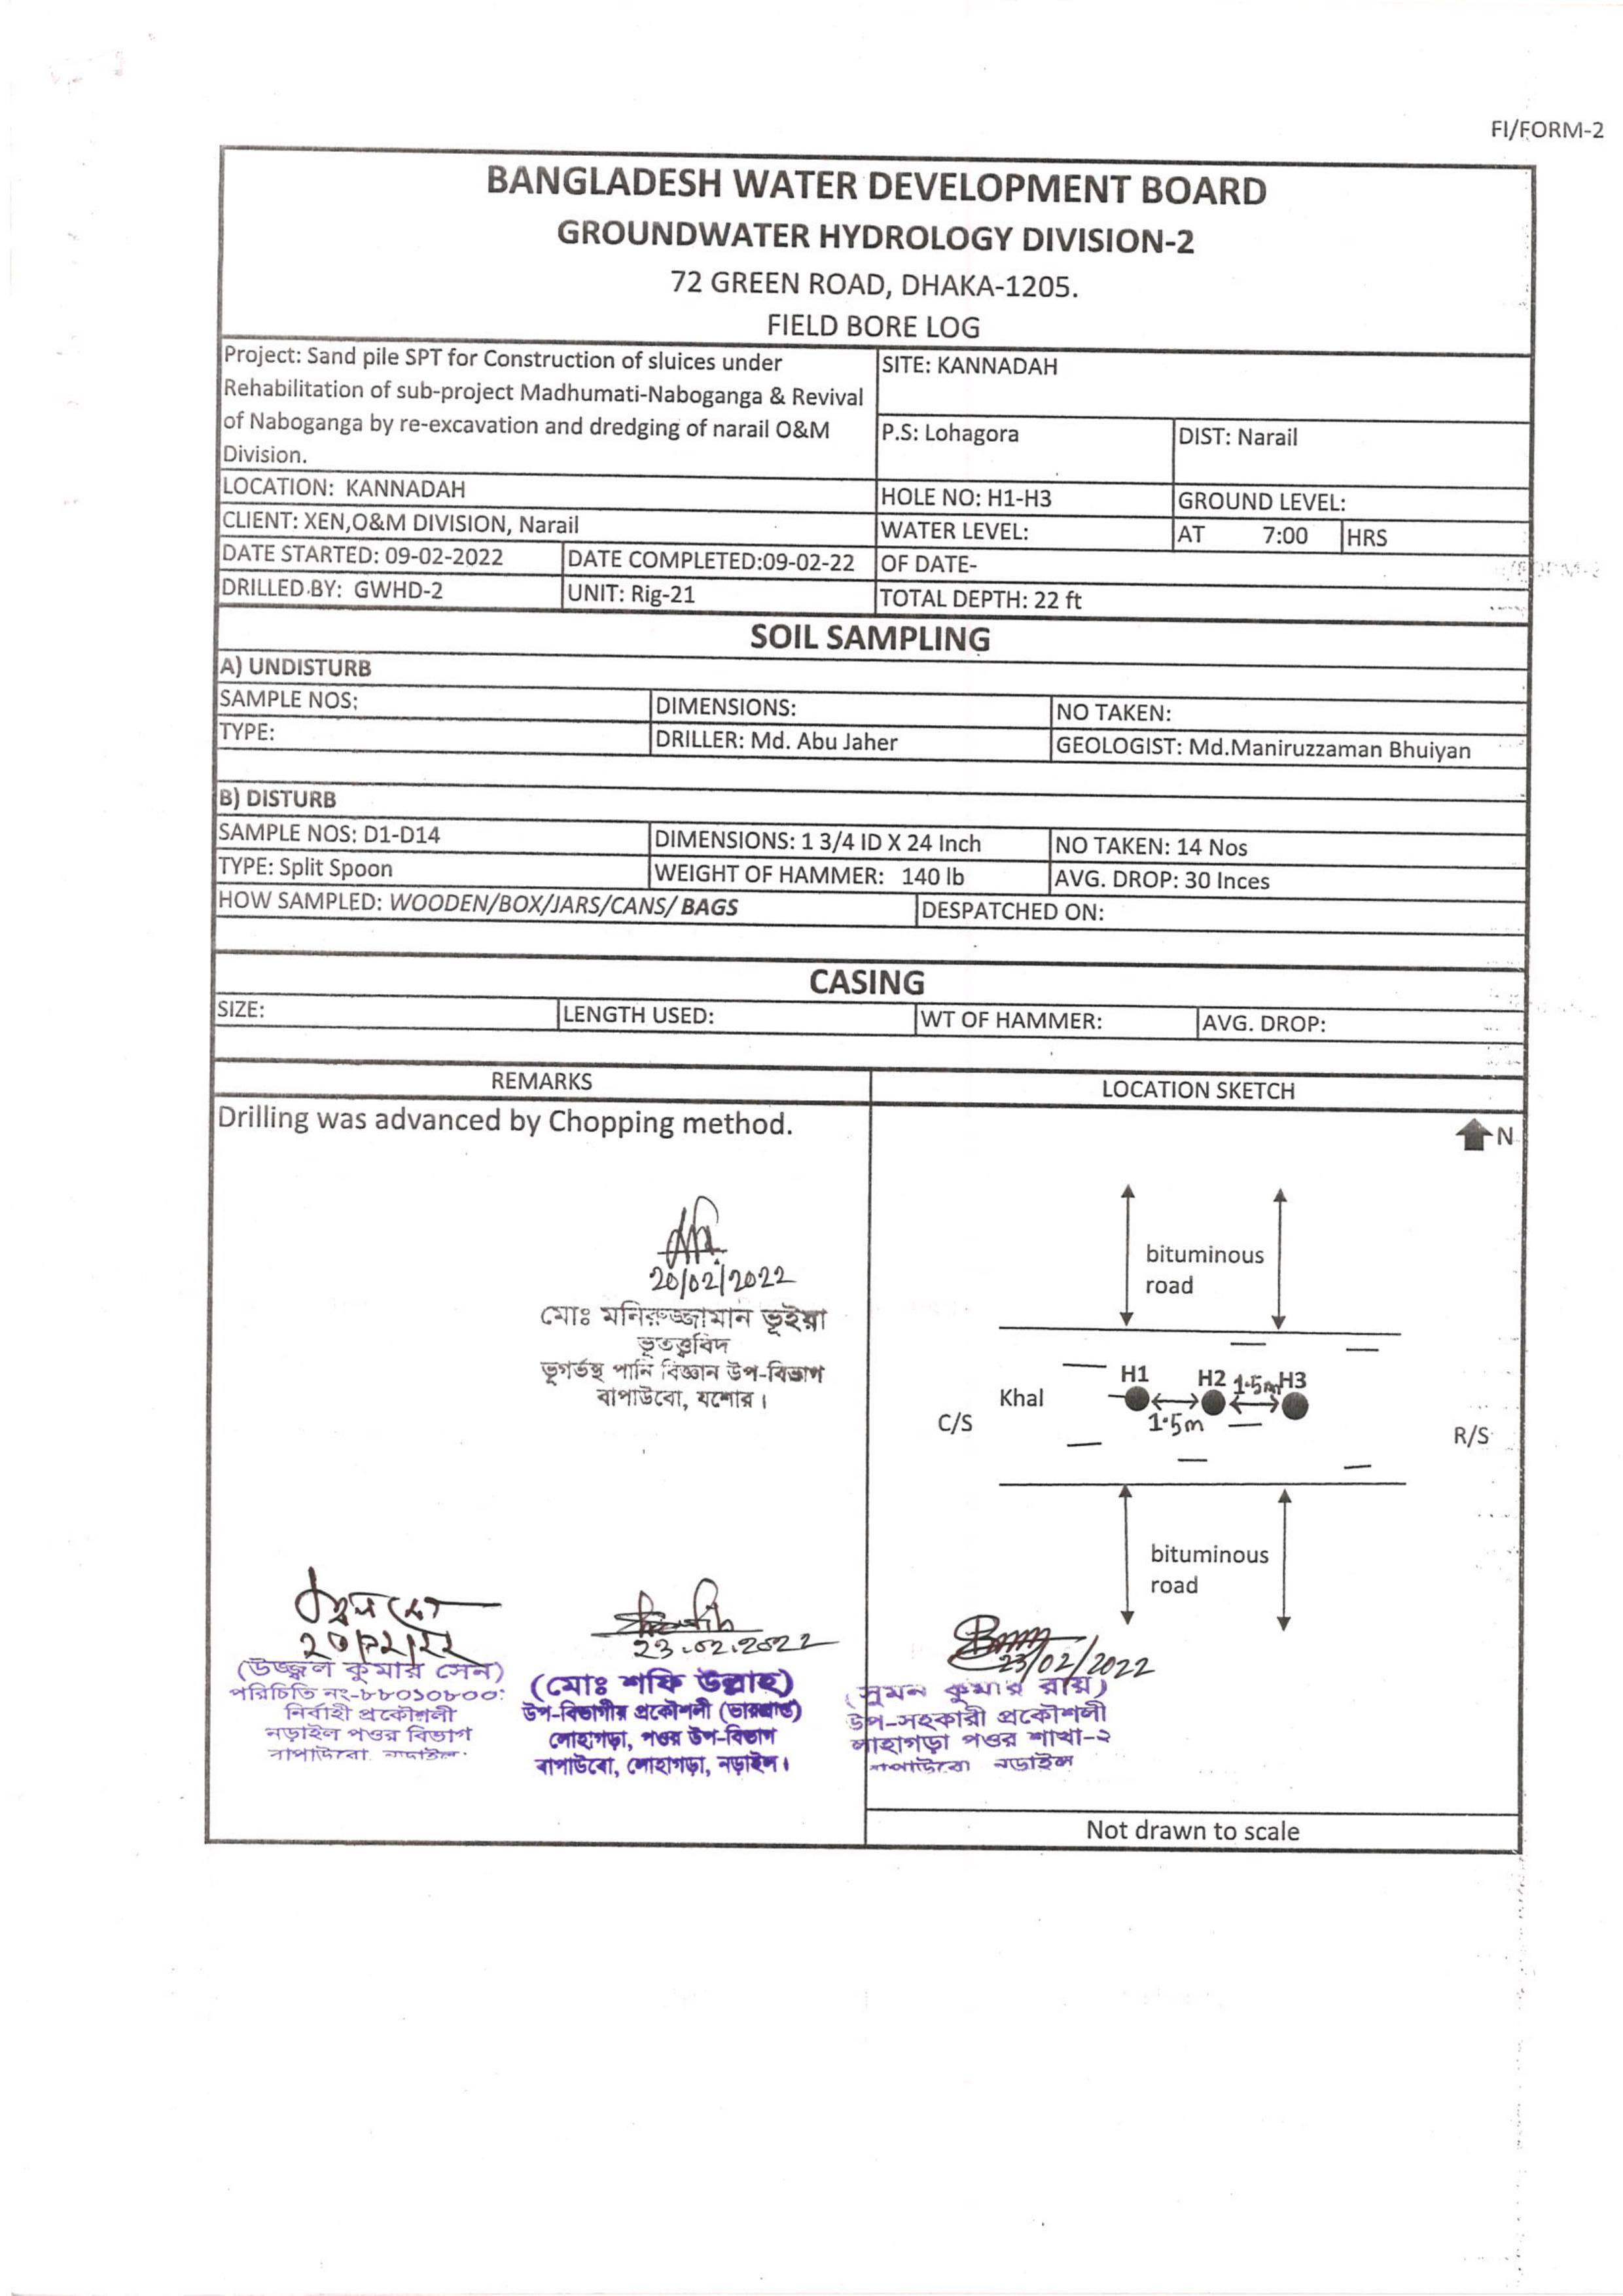 FI/FORM-2
BANGLADESH WATER DEVELOPMENT BOARD
GROUNDWATER HYDROLOGY DIVISION-2
72 GREEN ROAD, DHAKA-1205.
FIELD BORE LOG
Project: Sand pile SPT for Construction of sluices under
Rehabilitation of sub-project Madhumati-Naboganga & Revival
of Naboganga by re-excavation and dredging of narail O&M
Division.
SITE: KANNADAH
P.S: Lohagora DIST: Narail
LOCATION: KANNADAH HOLE NO: H1-H3 GROUND LEVEL:
CLIENT: XEN,O&M DIVISION, Narail WATER LEVEL: AT 7:00 HRS
DATE STARTED: 09-02-2022 DATE COMPLETED:09-02-22 OF DATE-
DRILLED.BY: GWHD-2 UNIT: Rig-21 TOTAL DEPTH: 22 ft
SOIL SAMPLING
A) UNDISTURB
SAMPLE NOS: DIMENSIONS: NO TAKEN:
TYPE: DRILLER: Md. Abu Jaher GEOLOGIST: Md.Maniruzzaman Bhuiyan
B) DISTURB
SAMPLE NOS: D1-D14 DIMENSIONS: 1 3/4 ID X 24 Inch NO TAKEN: 14 Nos
TYPE: Split Spoon WEIGHT OF HAMMER: 140 lb AVG. DROP: 30 Inces
HOW SAMPLED: WOODEN/BOX/JARS/CANS/ BAGS DESPATCHED ON:
CASING
SIZE: LENGTH USED: WT OF HAMMER: AVG. DROP:
REMARKS
Drilling was advanced by Chopping method.
20/02/2022
মোঃ মনিরুজ্জামান ভূইয়া
ভূতত্ত্ববিদ
ভূগর্ভস্থ পানি বিজ্ঞান উপ-বিভাগ
বাপাউবো, যশোর।
20/02/22
(উজ্জ্বল কুমার সেন)
পরিচিতি নং-৮৮০১০৮০০:
নির্বাহী প্রকৌশলী
নড়াইল পওর বিভাগ
বাপাউবো, নড়াইল।
23.02.2022
(মোঃ শফি উল্লাহ)
উপ-বিভাগীয় প্রকৌশলী (ভারপ্রাপ্ত)
লোহাগড়া, পওর উপ-বিভাগ
বাপাউবো, লোহাগড়া, নড়াইল।
LOCATION SKETCH
N
bituminous
road
H1 H2 1.5m H3
Khal
1.5m
C/S
R/S
bituminous
road
23/02/2022
(সুমন কুমার রায়)
উপ-সহকারী প্রকৌশলী
লোহাগড়া পওর শাখা-২
বাপাউবো নড়াইল
Not drawn to scale